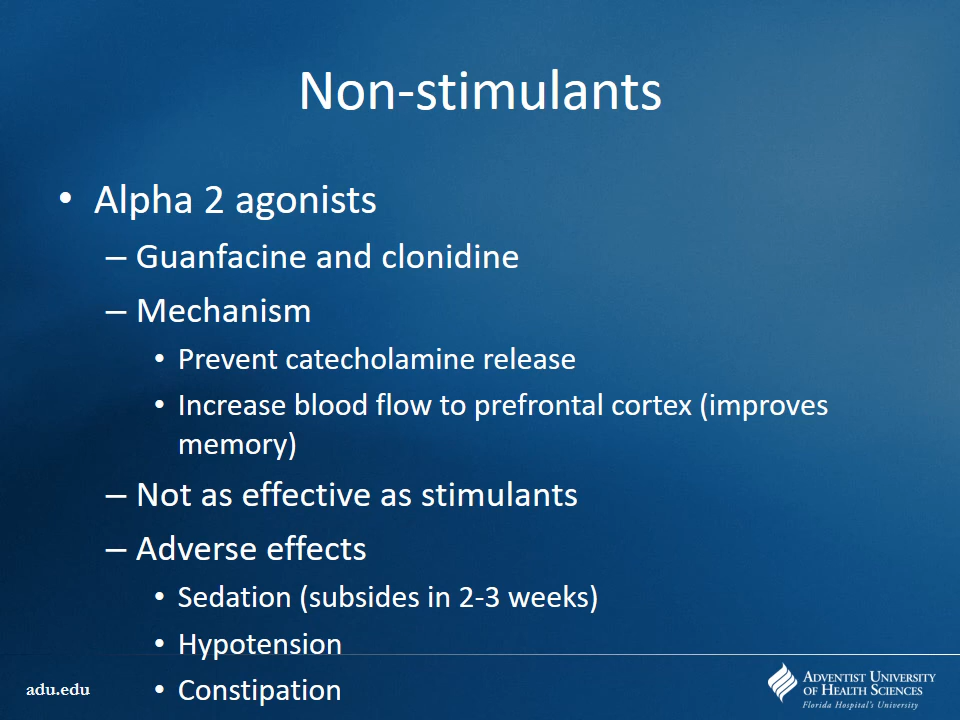 Non-stimulants
• Alpha 2 agonists
– Guanfacine and clonidine
– Mechanism
• Prevent catecholamine release
• Increase blood flow to prefrontal cortex (improves
memory)
– Not as effective as stimulants
– Adverse effects
• Sedation (subsides in 2-3 weeks)
• Hypotension
• Constipation
adu.edu
ADVENTIST UNIVERSITY
OF HEALTH SCIENCES
Florida Hospital's University